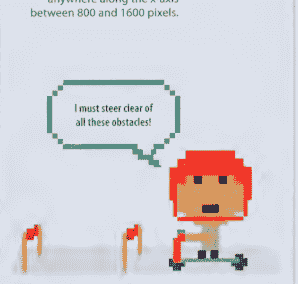 anywhere along the x-axis
between 800 and 1600 pixels.
I must steer clear of
all these obstacles!